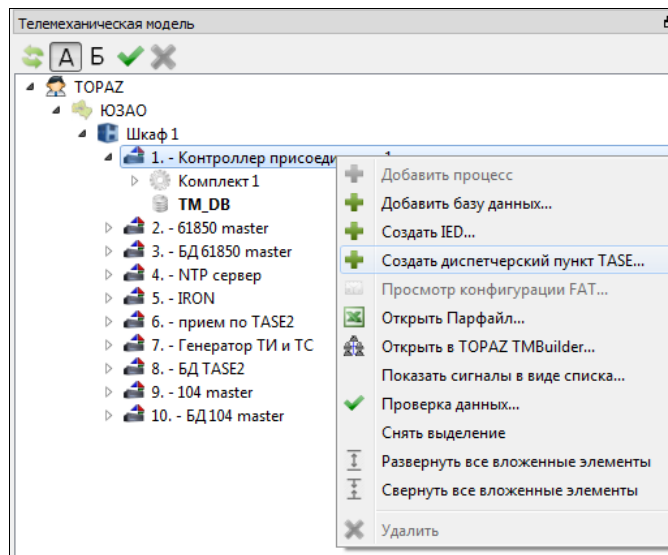 Телемеханическая модель
А Б
TOPAZ
ЮЗАО
Шкаф 1
1. - Контроллер
Комплект 1
TM_DB
2. - 61850 master
3. - БД 61850 master
4. - NTP сервер
5. - IRON
6. - прием по TASE2
7. - Генератор ТИ и ТС
8. - БД TASE2
9. - 104 master
10. - БД 104 master
Добавить процесс
Добавить базу данных...
Создать IED...
Создать диспетчерский пункт TASE...
Просмотр конфигурации FAT...
Открыть Парфайл...
Открыть в TOPAZ TMBuilder...
Показать сигналы в виде списка...
Проверка данных...
Снять выделение
Развернуть все вложенные элементы
Свернуть все вложенные элементы
Удалить